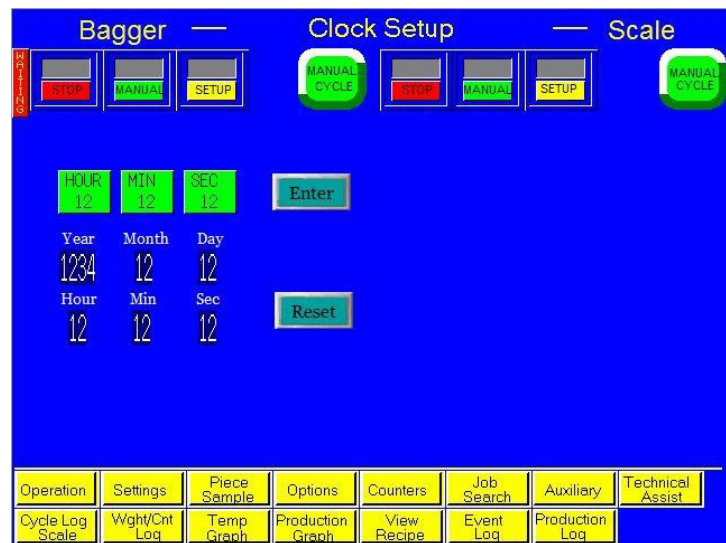 Bagger — Clock Setup — Scale
WAITING
STOP MANUAL SETUP MANUAL CYCLE STOP MANUAL SETUP MANUAL CYCLE
HOUR MIN SEC
12 12 12
Enter
Year Month Day
1234 12 12
Hour Min Sec
12 12 12
Reset
Operation Settings Piece Sample Options Counters Job Search Auxiliary Technical Assist
Cycle Log Scale Wght/Cnt Log Temp Graph Production Graph View Recipe Event Log Production Log